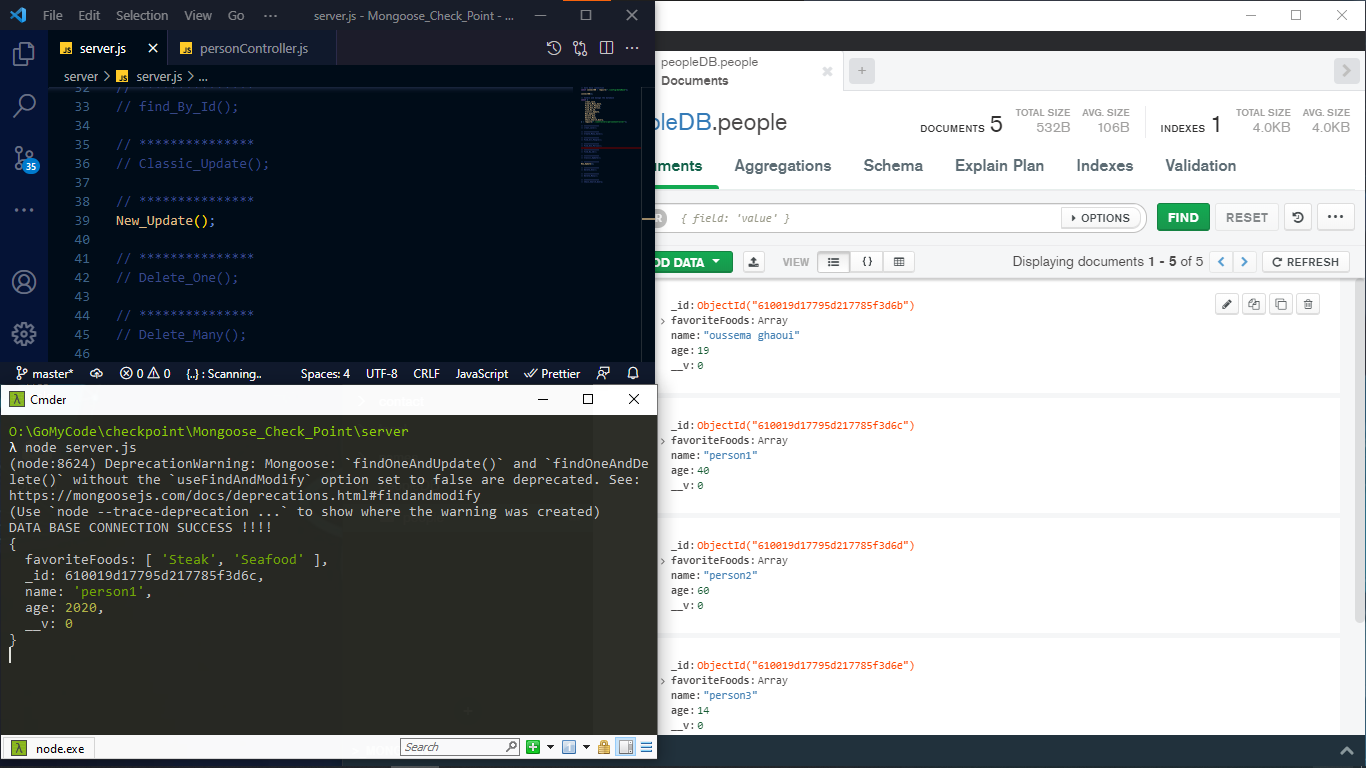 File Edit Selection View Go ··· server.js - Mongoose_Check_Point - ...
server.js personController.js
server > server.js > ...
32 // ***************
33 // find_By_Id();
34
35 // ***************
36 // Classic_Update();
37
38 // ***************
39 New_Update();
40
41 // ***************
42 // Delete_One();
43
44 // ***************
45 // Delete_Many();
46
35
master* 0 0 {..} : Scanning.. Spaces: 4 UTF-8 CRLF JavaScript Prettier
Cmder
O:\GoMyCode\checkpoint\Mongoose_Check_Point\server
λ node server.js
(node:8624) DeprecationWarning: Mongoose: `findOneAndUpdate()` and `findOneAndDe
lete()` without the `useFindAndModify` option set to false are deprecated. See:
https://mongoosejs.com/docs/deprecations.html#findandmodify
(Use `node --trace-deprecation ...` to show where the warning was created)
DATA BASE CONNECTION SUCCESS !!!!
{
favoriteFoods: [ 'Steak', 'Seafood' ],
_id: 610019d17795d217785f3d6c,
name: 'person1',
age: 2020,
__v: 0
}
node.exe
Search
peopleDB.people
Documents
pleDB.people
DOCUMENTS 5 TOTAL SIZE 532B AVG. SIZE 106B INDEXES 1 TOTAL SIZE 4.0KB AVG. SIZE 4.0KB
ments Aggregations Schema Explain Plan Indexes Validation
R { field: 'value' } OPTIONS FIND RESET ···
DD DATA VIEW {} Displaying documents 1 - 5 of 5 < > REFRESH
_id: ObjectId("610019d17795d217785f3d6b")
favoriteFoods: Array
name: "oussema ghaoui"
age: 19
__v: 0
_id: ObjectId("610019d17795d217785f3d6c")
favoriteFoods: Array
name: "person1"
age: 40
__v: 0
_id: ObjectId("610019d17795d217785f3d6d")
favoriteFoods: Array
name: "person2"
age: 60
__v: 0
_id: ObjectId("610019d17795d217785f3d6e")
favoriteFoods: Array
name: "person3"
age: 14
__v: 0